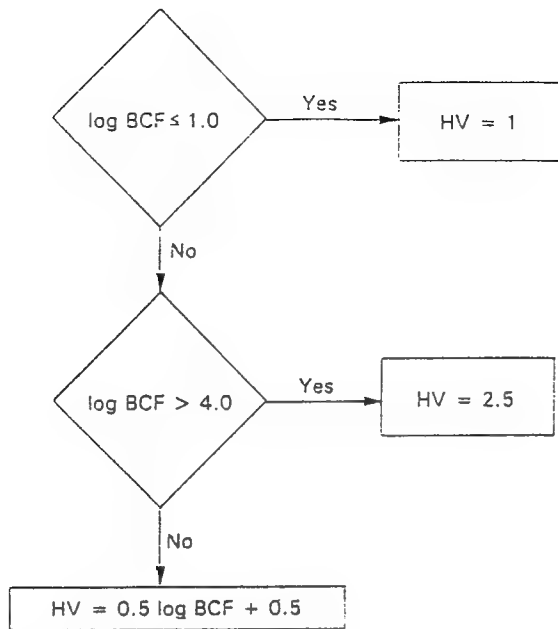 log BCF ≤ 1.0
Yes
HV = 1
No
log BCF > 4.0
Yes
HV = 2.5
No
HV = 0.5 log BCF + 0.5